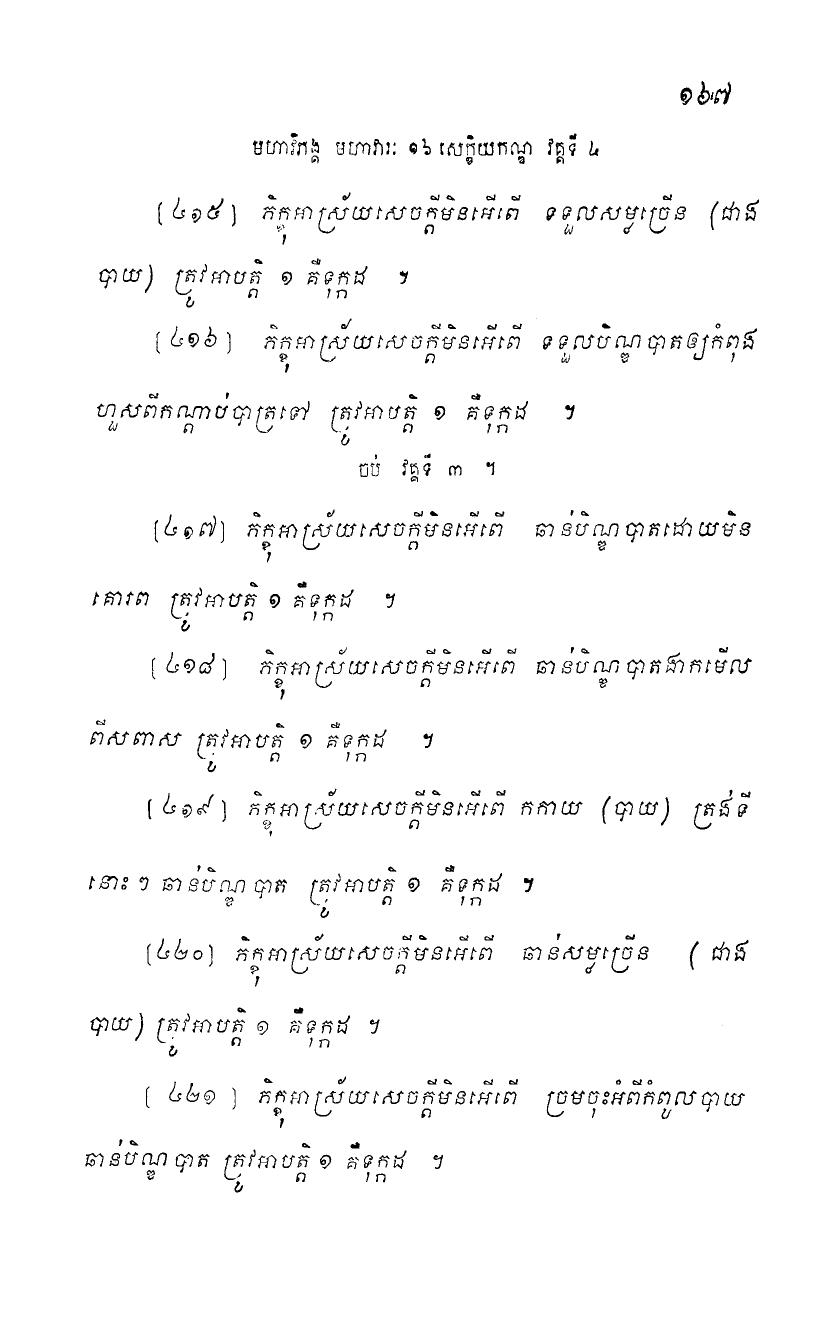 ១៦៧
មហាវិភង្គ មហាវារៈ ១៦ សេក្ខិយកណ្ឌ វគ្គទី ៤
[៤១៥] ភិក្ខុអាស្រ័យសេចក្តីមិនអើពើ ទទួលសម្លច្រើន (ជាង
បាយ) ត្រូវអាបត្តិ ១ គឺទុក្កដ ។
[៤១៦] ភិក្ខុអាស្រ័យសេចក្តីមិនអើពើ ទទួលបិណ្ឌបាតឲ្យកំពុង
ហួសពីកណ្តាប់បាត្រទៅ ត្រូវអាបត្តិ ១ គឺទុក្កដ ។
ចប់ វគ្គទី ៣ ។
[៤១៧] ភិក្ខុអាស្រ័យសេចក្តីមិនអើពើ ឆាន់បិណ្ឌបាតដោយមិន
គោរព ត្រូវអាបត្តិ ១ គឺទុក្កដ ។
[៤១៨] ភិក្ខុអាស្រ័យសេចក្តីមិនអើពើ ឆាន់បិណ្ឌបាតងាកមើល
ពីសពាស ត្រូវអាបត្តិ ១ គឺទុក្កដ ។
[៤១៩] ភិក្ខុអាស្រ័យសេចក្តីមិនអើពើ កកាយ (បាយ) ត្រង់ទី
នោះ ៗ ឆាន់បិណ្ឌបាត ត្រូវអាបត្តិ ១ គឺទុក្កដ ។
[៤២០] ភិក្ខុអាស្រ័យសេចក្តីមិនអើពើ ឆាន់សម្លច្រើន (ជាង
បាយ) ត្រូវអាបត្តិ ១ គឺទុក្កដ ។
[៤២១] ភិក្ខុអាស្រ័យសេចក្តីមិនអើពើ ច្រមចុះអំពីកំពូលបាយ
ឆាន់បិណ្ឌបាត ត្រូវអាបត្តិ ១ គឺទុក្កដ ។